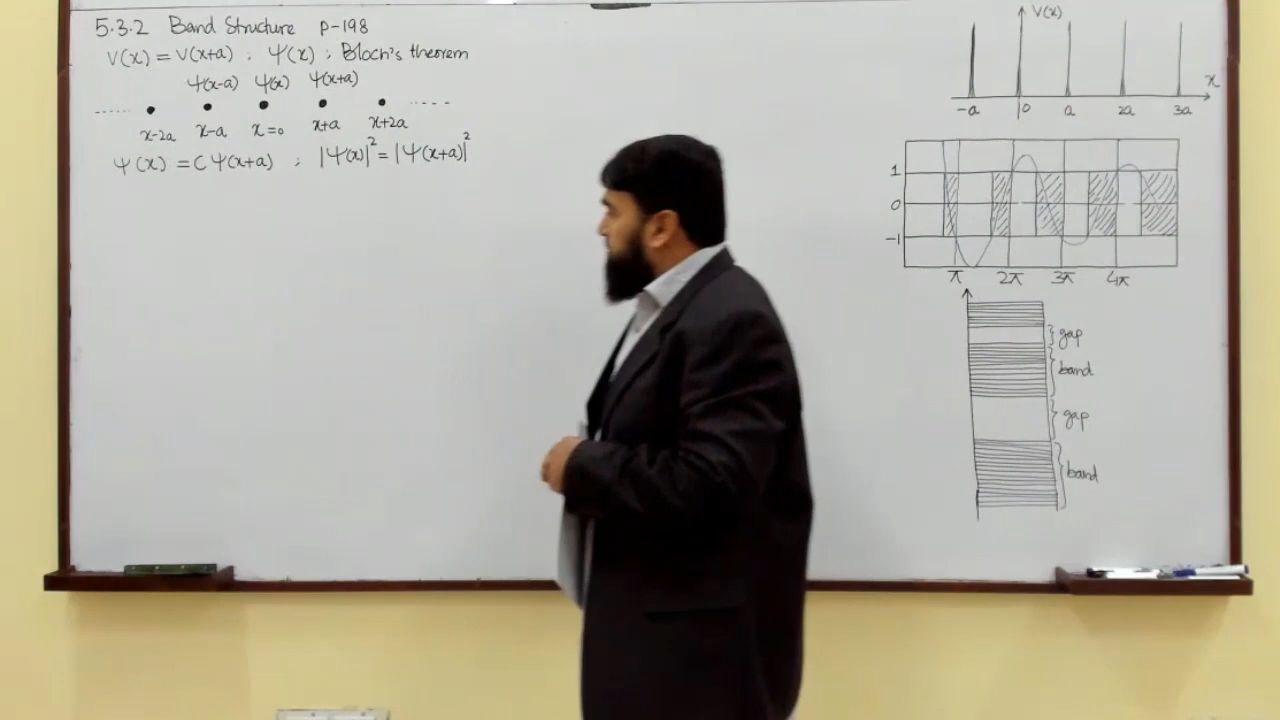 5.3.2 Band Structure p-198
V(x) = V(x+a) ; Ψ(x) ; Bloch's theorem
Ψ(x-a) Ψ(x) Ψ(x+a)
x-2a x-a x=0 x+a x+2a
Ψ(x) = C Ψ(x+a) ; |Ψ(x)|² = |Ψ(x+a)|²
V(x)
x
-a 0 a 2a 3a
1
0
-1
π 2π 3π 4π
gap
band
gap
band